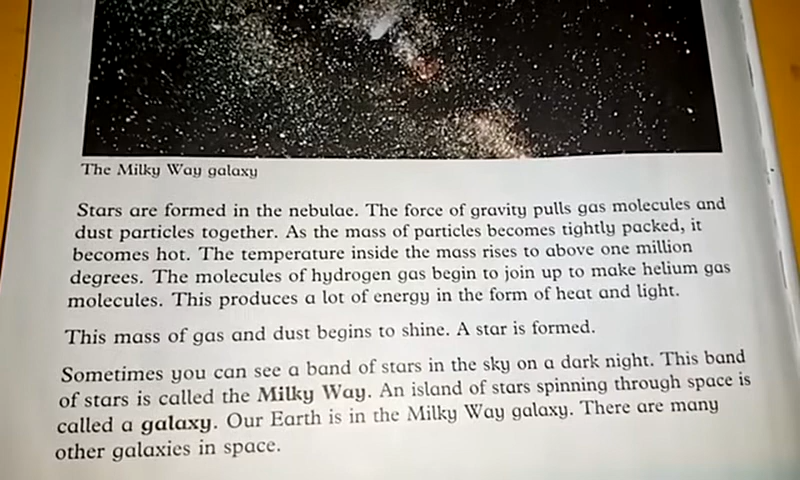 The Milky Way galaxy
Stars are formed in the nebulae. The force of gravity pulls gas molecules and
dust particles together. As the mass of particles becomes tightly packed, it
becomes hot. The temperature inside the mass rises to above one million
degrees. The molecules of hydrogen gas begin to join up to make helium gas
molecules. This produces a lot of energy in the form of heat and light.
This mass of gas and dust begins to shine. A star is formed.
Sometimes you can see a band of stars in the sky on a dark night. This band
of stars is called the Milky Way. An island of stars spinning through space is
called a galaxy. Our Earth is in the Milky Way galaxy. There are many
other galaxies in space.